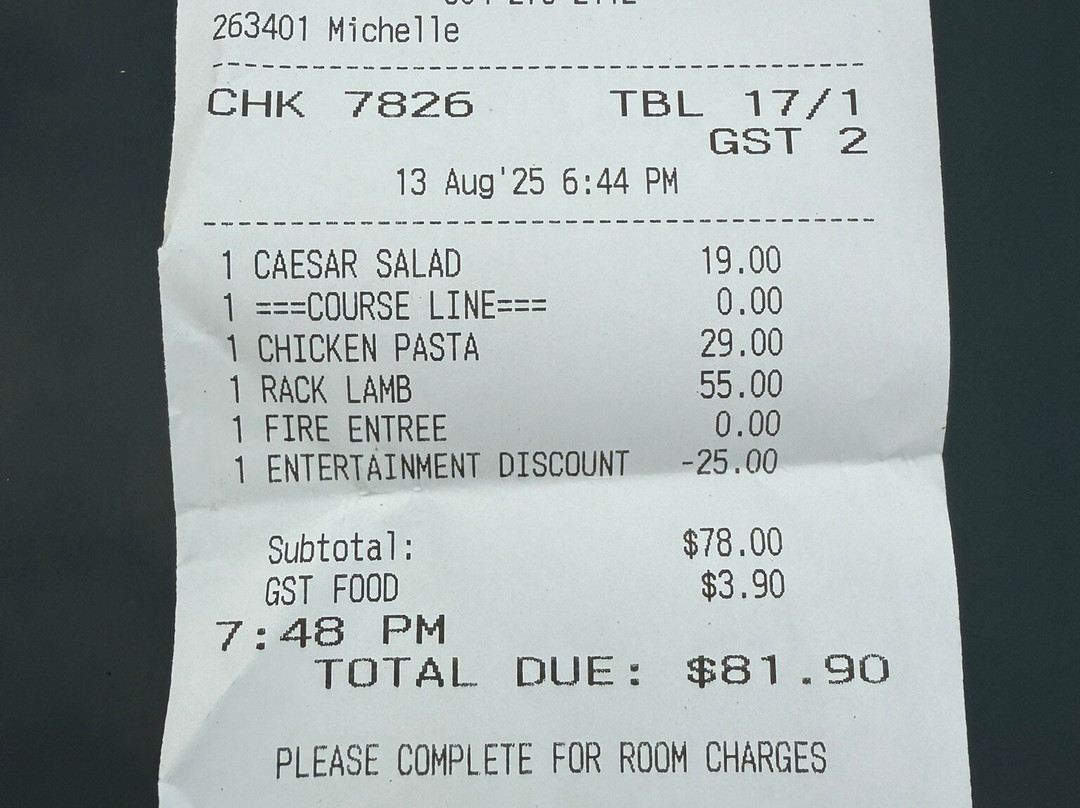 263401 Michelle
CHK 7826 TBL 17/1
GST 2
13 Aug'25 6:44 PM
1 CAESAR SALAD 19.00
1 ===COURSE LINE=== 0.00
1 CHICKEN PASTA 29.00
1 RACK LAMB 55.00
1 FIRE ENTREE 0.00
1 ENTERTAINMENT DISCOUNT -25.00
Subtotal: $78.00
GST FOOD $3.90
7:48 PM
TOTAL DUE: $81.90
PLEASE COMPLETE FOR ROOM CHARGES